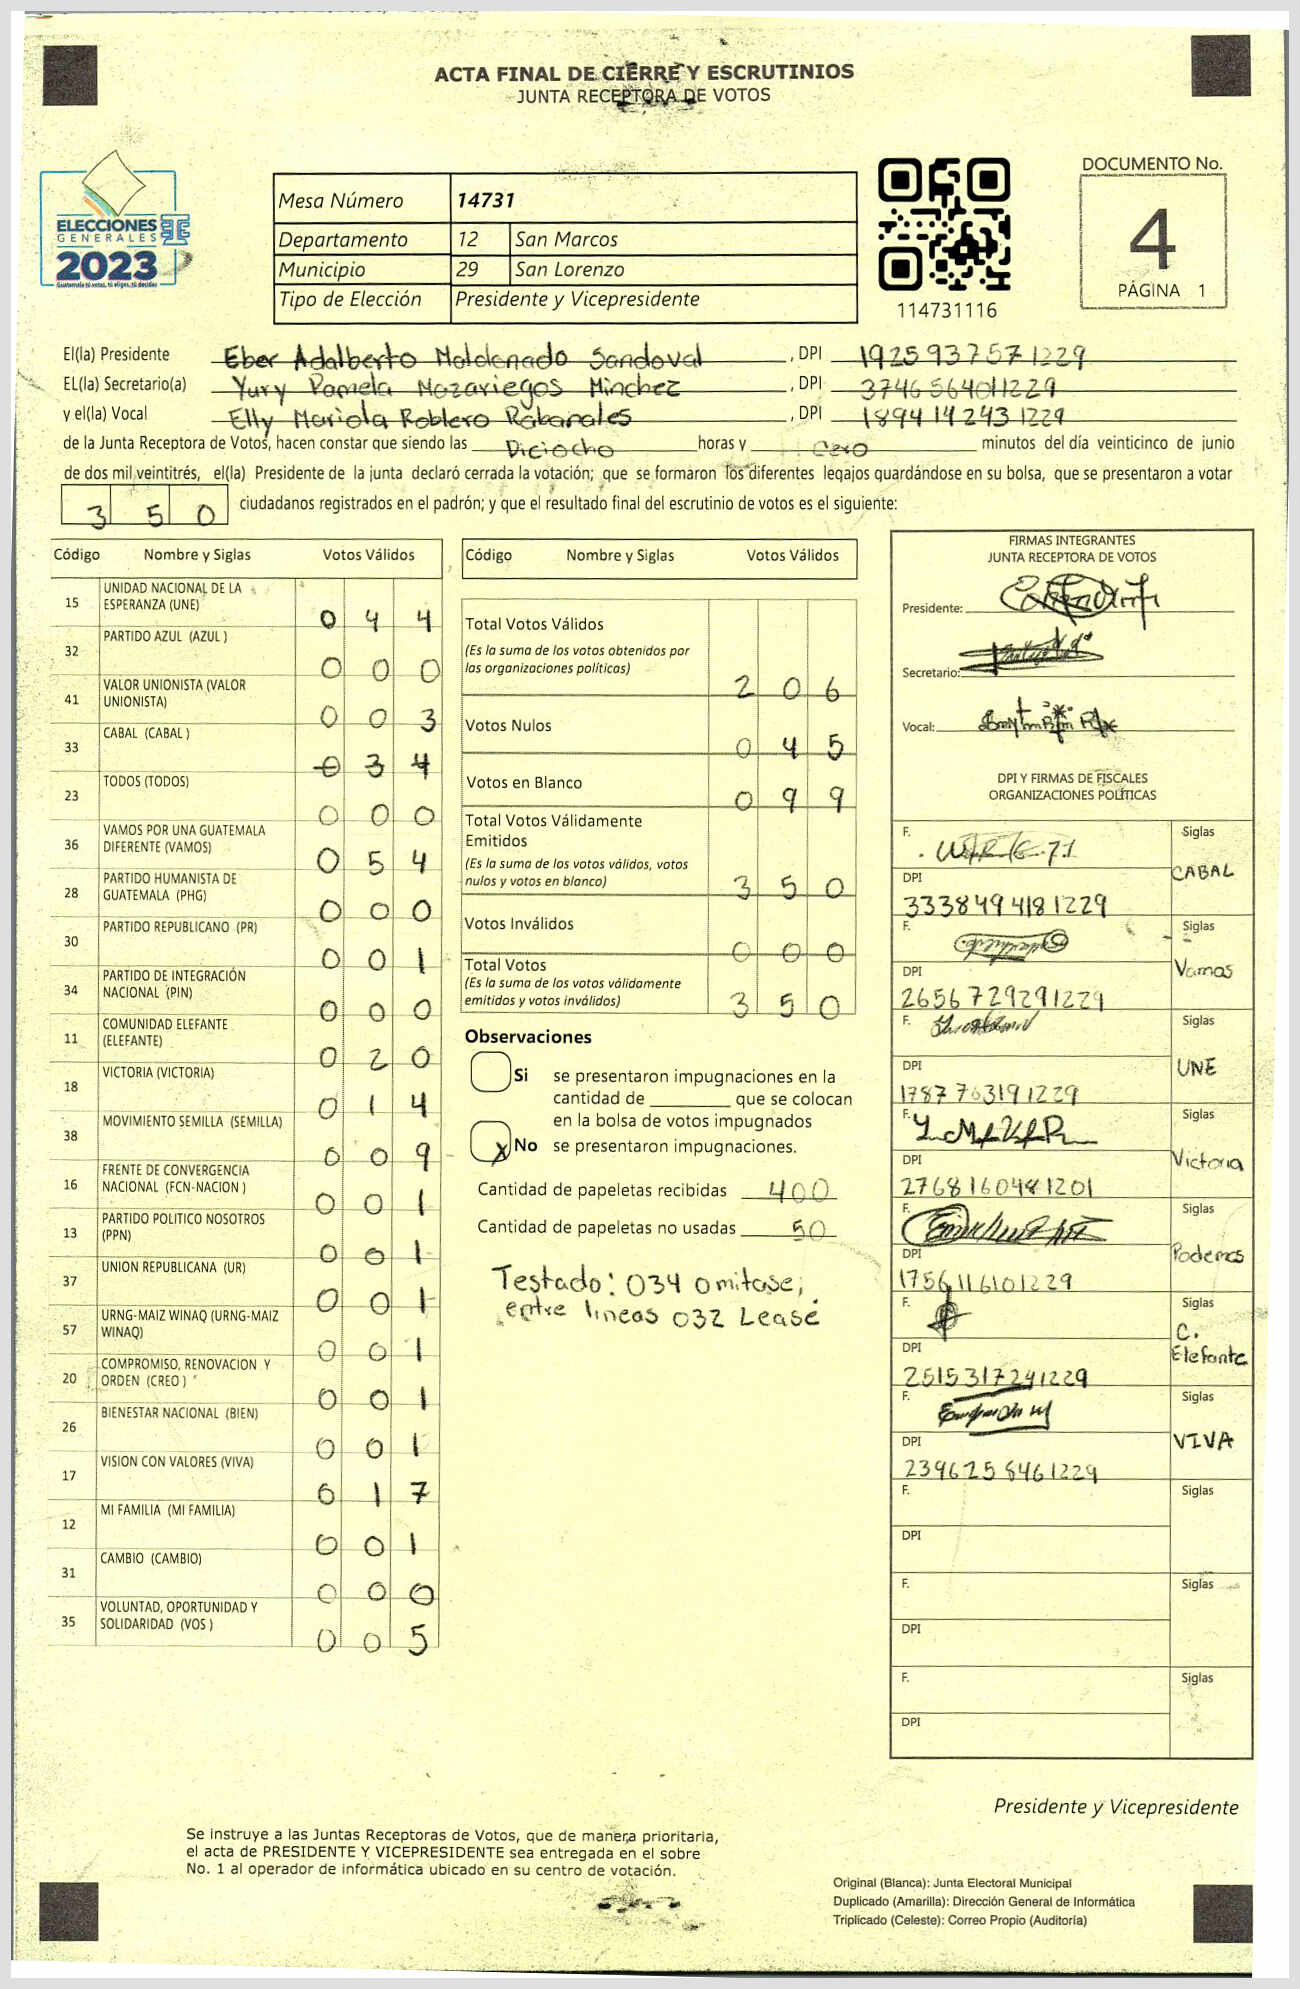 ACTA FINAL DE CIERRE Y ESCRUTINIOS
JUNTA RECEPTORA DE VOTOS
ELECCIONES
GENERALES
2023
Guatemala tú votas, tú eliges, tú decides
Mesa Número 14731
Departamento 12 San Marcos
Municipio 29 San Lorenzo
Tipo de Elección Presidente y Vicepresidente
114731116
DOCUMENTO No.
4
PÁGINA 1
El(la) Presidente Eber Adalberto Maldonado Sandoval , DPI 1925937571229
EL(la) Secretario(a) Yury Pamela Mazariegos Minchez , DPI 3746564011229
y el(la) Vocal Elly Mariola Roblero Rabanales , DPI 1894142431229
de la Junta Receptora de Votos, hacen constar que siendo las Diciocho horas y cero minutos del día veinticinco de junio
de dos mil veintitrés, el(la) Presidente de la junta declaró cerrada la votación; que se formaron los diferentes legajos guardándose en su bolsa, que se presentaron a votar
350 ciudadanos registrados en el padrón; y que el resultado final del escrutinio de votos es el siguiente:
Código Nombre y Siglas Votos Válidos
15 UNIDAD NACIONAL DE LA ESPERANZA (UNE) 0 4 4
32 PARTIDO AZUL (AZUL ) 0 0 0
41 VALOR UNIONISTA (VALOR UNIONISTA) 0 0 3
33 CABAL (CABAL ) 0 3 4
23 TODOS (TODOS) 0 0 0
36 VAMOS POR UNA GUATEMALA DIFERENTE (VAMOS) 0 5 4
28 PARTIDO HUMANISTA DE GUATEMALA (PHG) 0 0 0
30 PARTIDO REPUBLICANO (PR) 0 0 1
34 PARTIDO DE INTEGRACIÓN NACIONAL (PIN) 0 0 0
11 COMUNIDAD ELEFANTE (ELEFANTE) 0 2 0
18 VICTORIA (VICTORIA) 0 1 4
38 MOVIMIENTO SEMILLA (SEMILLA) 0 0 9
16 FRENTE DE CONVERGENCIA NACIONAL (FCN-NACION ) 0 0 1
13 PARTIDO POLITICO NOSOTROS (PPN) 0 0 1
37 UNION REPUBLICANA (UR) 0 0 1
57 URNG-MAIZ WINAQ (URNG-MAIZ WINAQ) 0 0 1
20 COMPROMISO, RENOVACION Y ORDEN (CREO ) 0 0 1
26 BIENESTAR NACIONAL (BIEN) 0 0 1
17 VISION CON VALORES (VIVA) 0 1 7
12 MI FAMILIA (MI FAMILIA) 0 0 1
31 CAMBIO (CAMBIO) 0 0 0
35 VOLUNTAD, OPORTUNIDAD Y SOLIDARIDAD (VOS ) 0 0 5
Código Nombre y Siglas Votos Válidos
Total Votos Válidos
(Es la suma de los votos obtenidos por
las organizaciones políticas) 2 0 6
Votos Nulos 0 4 5
Votos en Blanco 0 9 9
Total Votos Válidamente
Emitidos
(Es la suma de los votos válidos, votos
nulos y votos en blanco) 3 5 0
Votos Inválidos 0 0 0
Total Votos
(Es la suma de los votos válidamente
emitidos y votos inválidos) 3 5 0
Observaciones
Si se presentaron impugnaciones en la
cantidad de ________ que se colocan
en la bolsa de votos impugnados
X No se presentaron impugnaciones.
Cantidad de papeletas recibidas 400
Cantidad de papeletas no usadas 50
Testado: 034 omitase;
entre lineas 032 Lease
FIRMAS INTEGRANTES
JUNTA RECEPTORA DE VOTOS
Presidente:
Secretario:
Vocal:
DPI Y FIRMAS DE FISCALES
ORGANIZACIONES POLÍTICAS
F. Siglas
CABAL
DPI
3338494181229
F. Siglas
Vamos
DPI
2656729291229
F. Siglas
UNE
DPI
1787763191229
F. Siglas
Victoria
DPI
2768160481201
F. Siglas
Podemos
DPI
1756116101229
F. Siglas
C.
Elefante
DPI
2515317241229
F. Siglas
VIVA
DPI
2396258461229
F. Siglas
DPI
F. Siglas
DPI
F. Siglas
DPI
Presidente y Vicepresidente
Se instruye a las Juntas Receptoras de Votos, que de manera prioritaria,
el acta de PRESIDENTE Y VICEPRESIDENTE sea entregada en el sobre
No. 1 al operador de informática ubicado en su centro de votación.
Original (Blanca): Junta Electoral Municipal
Duplicado (Amarilla): Dirección General de Informática
Triplicado (Celeste): Correo Propio (Auditoría)